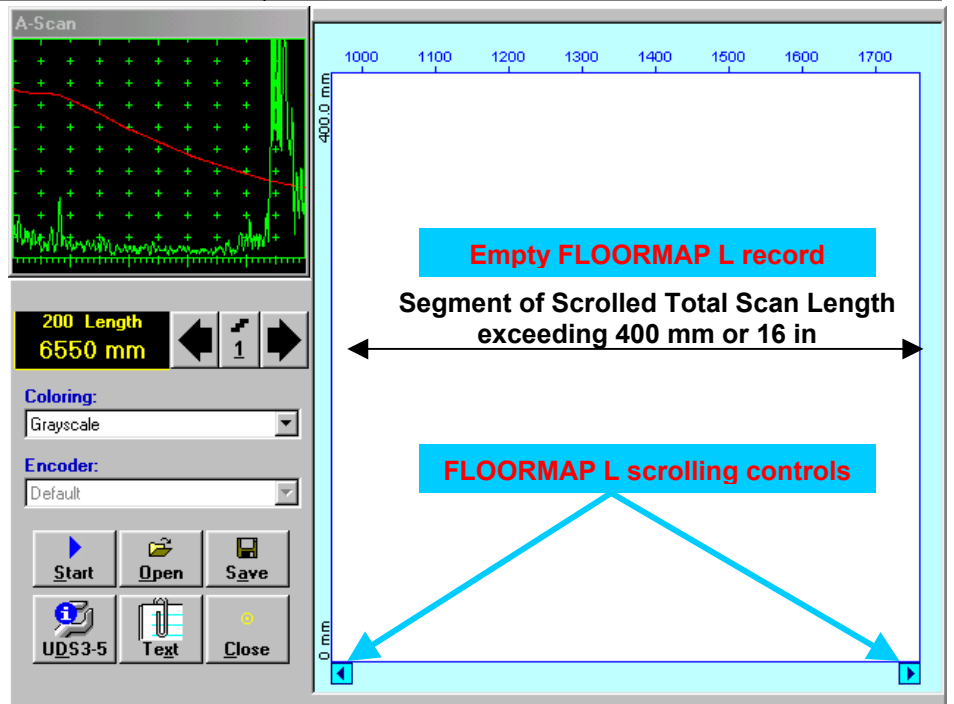 A-Scan
1000 1100 1200 1300 1400 1500 1600 1700
400.0 mm
Empty FLOORMAP L record
Segment of Scrolled Total Scan Length
exceeding 400 mm or 16 in
200 Length
6550 mm
1
Coloring:
Grayscale
Encoder:
Default
FLOORMAP L scrolling controls
Start Open Save
UDS3-5 Text Close
0 mm